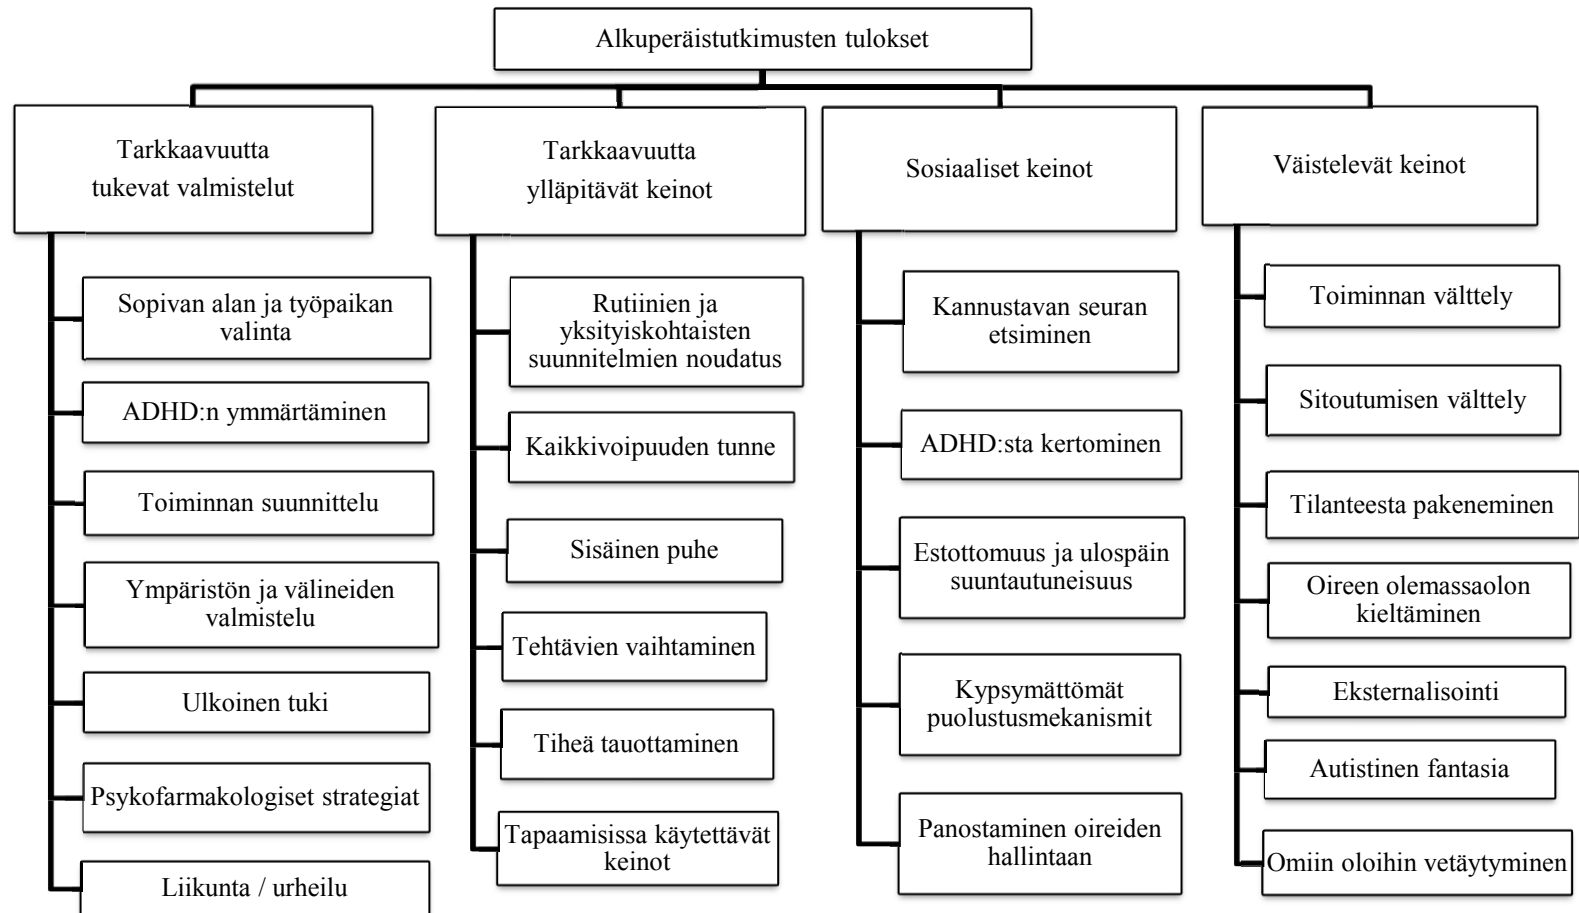 Alkuperäistutkimusten tulokset
Tarkkaavuutta
tukevat valmistelut
Sopivan alan ja työpaikan
valinta
ADHD:n ymmärtäminen
Toiminnan suunnittelu
Ympäristön ja välineiden
valmistelu
Ulkoinen tuki
Psykofarmakologiset strategiat
Liikunta / urheilu
Tarkkaavuutta
ylläpitävät keinot
Rutiinien ja
yksityiskohtaisten
suunnitelmien noudatus
Kaikkivoipuuden tunne
Sisäinen puhe
Tehtävien vaihtaminen
Tiheä tauottaminen
Tapaamisissa käytettävät
keinot
Sosiaaliset keinot
Kannustavan seuran
etsiminen
ADHD:sta kertominen
Estottomuus ja ulospäin
suuntautuneisuus
Kypsymättömät
puolustusmekanismit
Panostaminen oireiden
hallintaan
Väistelevät keinot
Toiminnan välttely
Sitoutumisen välttely
Tilanteesta pakeneminen
Oireen olemassaolon
kieltäminen
Eksternalisointi
Autistinen fantasia
Omiin oloihin vetäytyminen